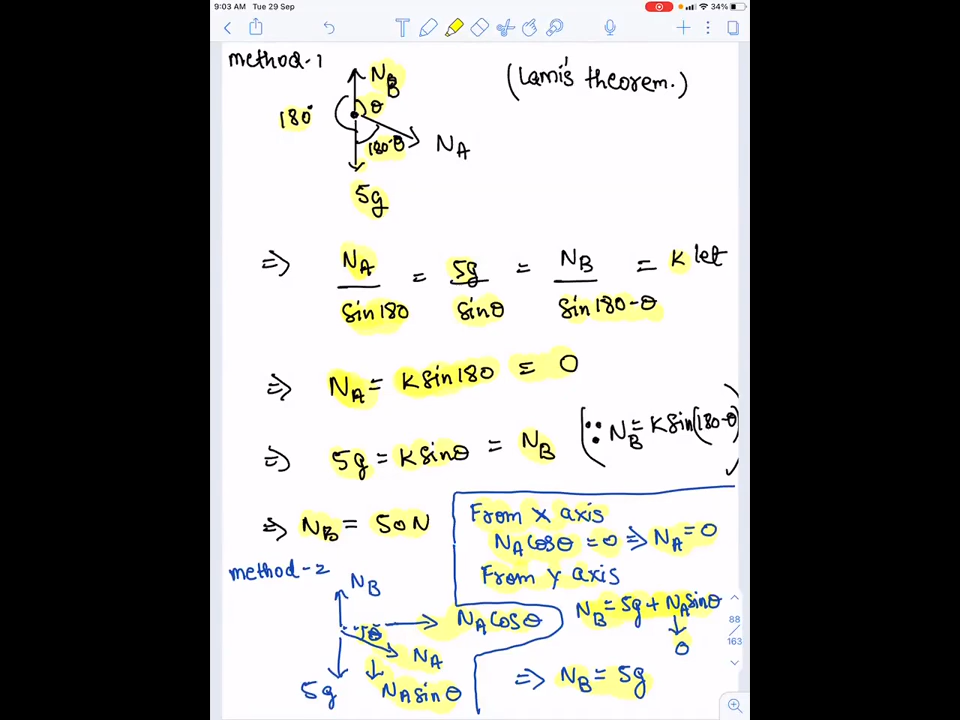 9:03 AM Tue 29 Sep
34%
T
method-1
N_B
(Lami's theorem.)
θ
180°
180-θ
N_A
5g
=> N_A/sin180 = 5g/sinθ = N_B/sin180-θ = K let
=> N_A = K sin180 = 0
=> 5g = K sinθ = N_B (∵ N_B = K sin(180-θ))
=> N_B = 50N
From X axis
N_A cosθ = 0 => N_A = 0
From Y axis
N_B = 5g + N_A sinθ
0
=> N_B = 5g
method-2
N_B
θ
N_A cosθ
N_A
5g
N_A sinθ
88
/
163